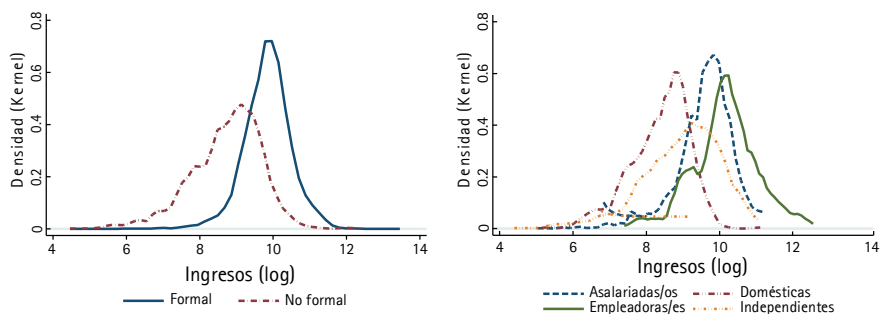 Densidad (Kernel)
0.8
0.6
0.4
0.2
0
4 6 8 10 12 14
Ingresos (log)
Formal No formal
Densidad (Kernel)
0.8
0.6
0.4
0.2
0
4 6 8 10 12 14
Ingresos (log)
Asalariadas/os Domésticas
Empleadoras/es Independientes